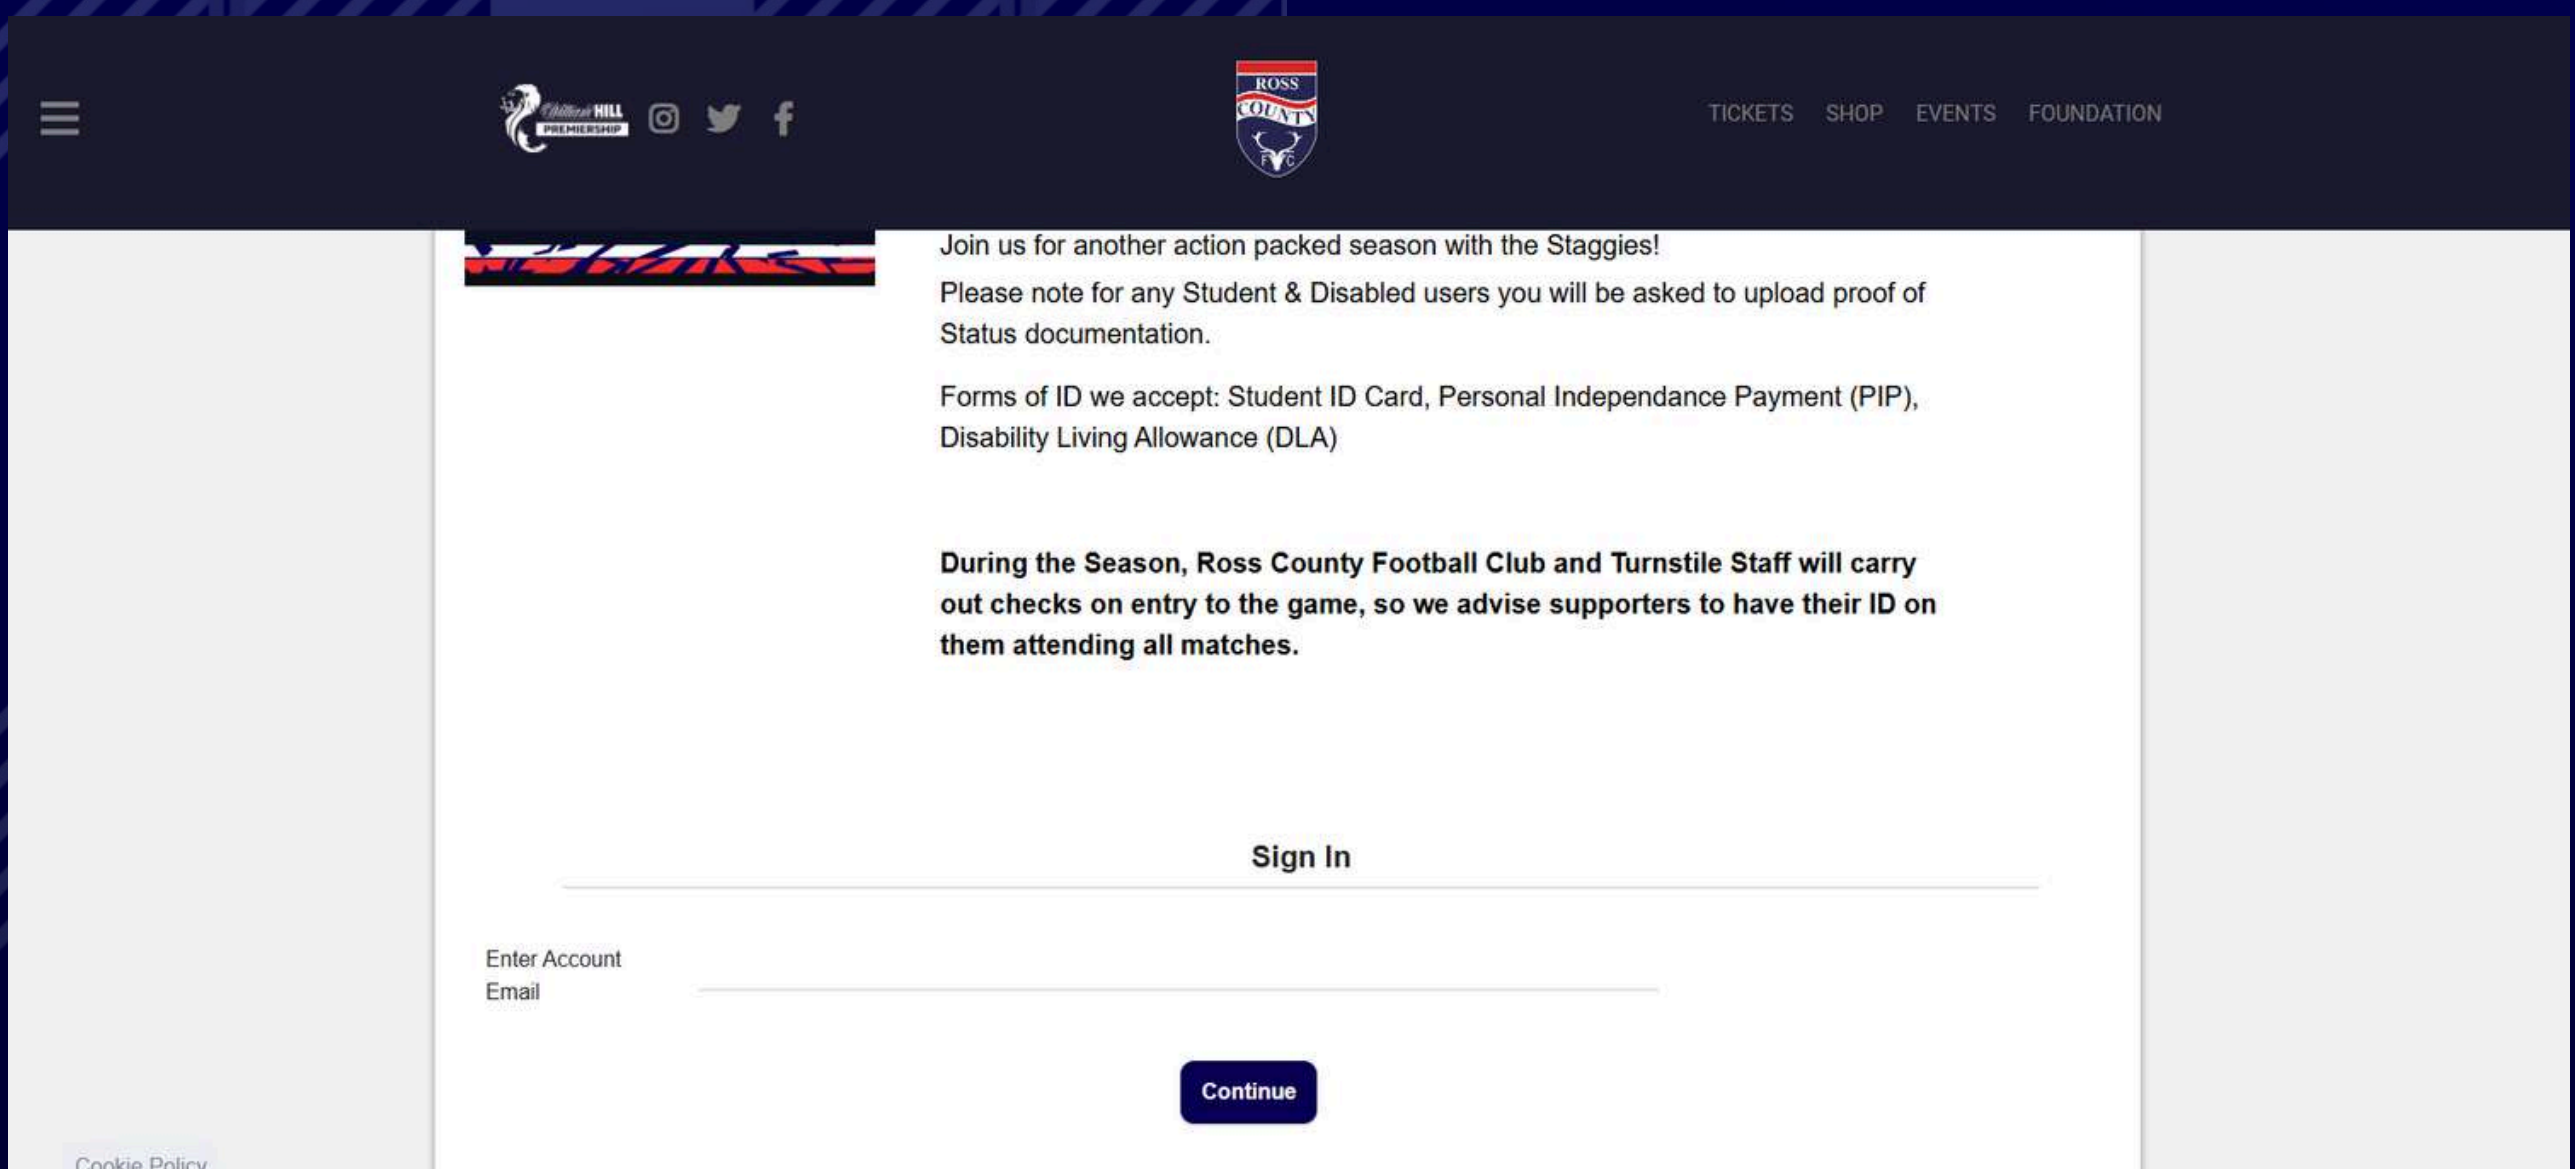 William HILL
PREMIERSHIP
ROSS
COUNTY
F C
TICKETS SHOP EVENTS FOUNDATION
Join us for another action packed season with the Staggies!
Please note for any Student & Disabled users you will be asked to upload proof of
Status documentation.
Forms of ID we accept: Student ID Card, Personal Independance Payment (PIP),
Disability Living Allowance (DLA)
During the Season, Ross County Football Club and Turnstile Staff will carry
out checks on entry to the game, so we advise supporters to have their ID on
them attending all matches.
Sign In
Enter Account
Email
Continue
Cookie Policy